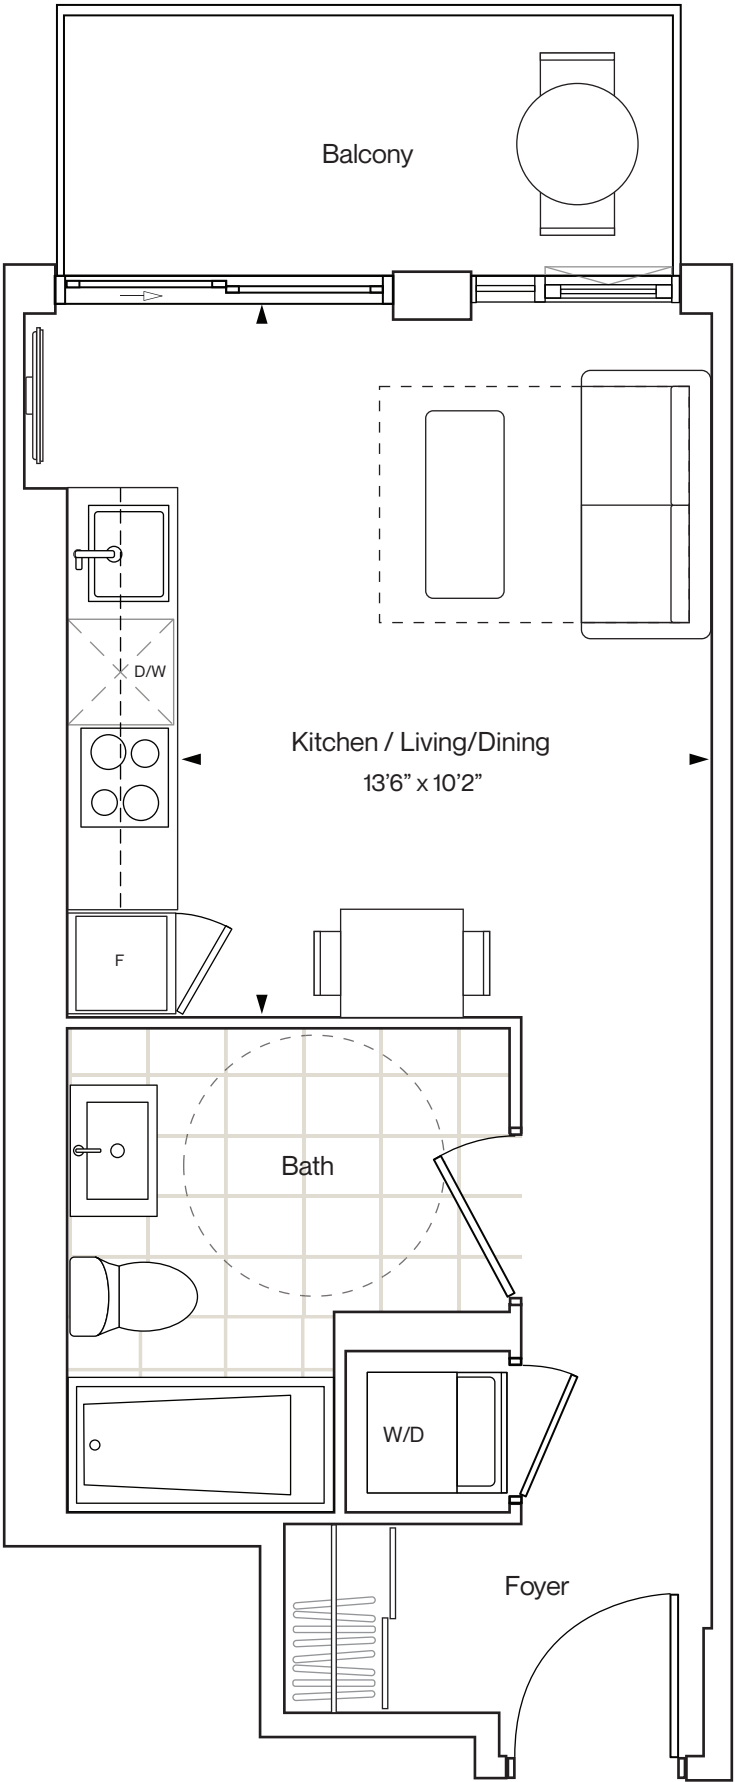 Balcony
D/W
Kitchen / Living/Dining
13’6” x 10’2”
F
Bath
W/D
Foyer